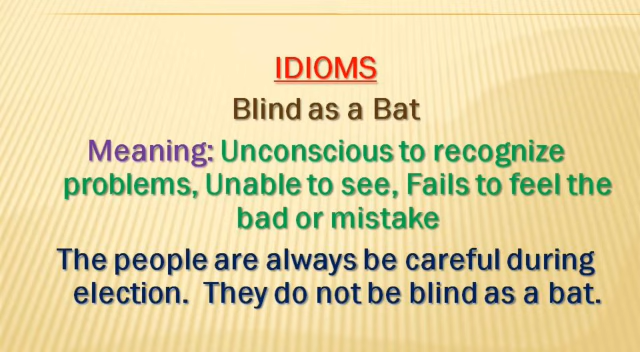 IDIOMS
Blind as a Bat
Meaning: Unconscious to recognize
problems, Unable to see, Fails to feel the
bad or mistake
The people are always be careful during
election. They do not be blind as a bat.